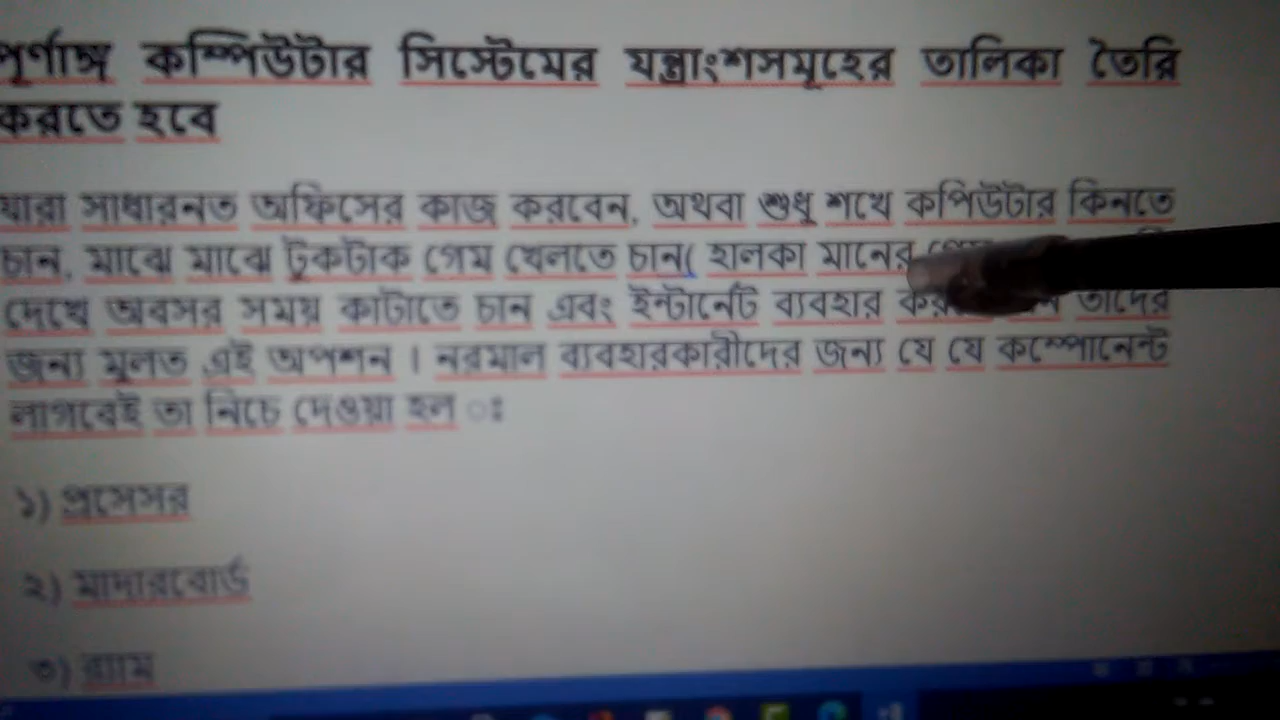 পূর্ণাঙ্গ কম্পিউটার সিস্টেমের যন্ত্রাংশসমূহের তালিকা তৈরি
করতে হবে
যারা সাধারনত অফিসের কাজ করবেন, অথবা শুধু শখে কপিউটার কিনতে
চান, মাঝে মাঝে টুকটাক গেম খেলতে চান( হালকা মানের
দেখে অবসর সময় কাটাতে চান এবং ইন্টার্নেট ব্যবহার তাদের
জন্য মূলত এই অপশন । নরমাল ব্যবহারকারীদের জন্য যে যে কম্পোনেন্ট
লাগবেই তা নিচে দেওয়া হল ঃ
১) প্রসেসর
২) মাদারবোর্ড
৩) র‍্যাম